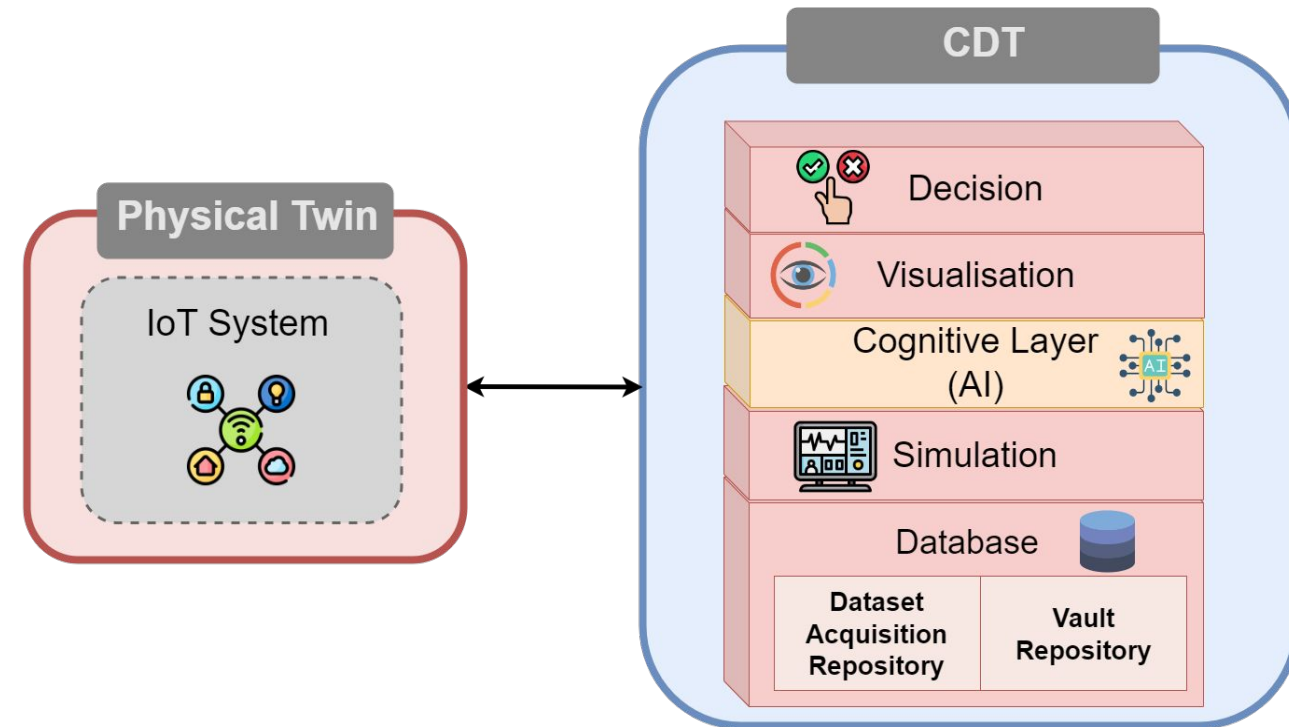 CDT
Physical Twin
IoT System
Decision
Visualisation
Cognitive Layer
(AI)
AI
Simulation
Database
Dataset
Acquisition
Repository
Vault
Repository